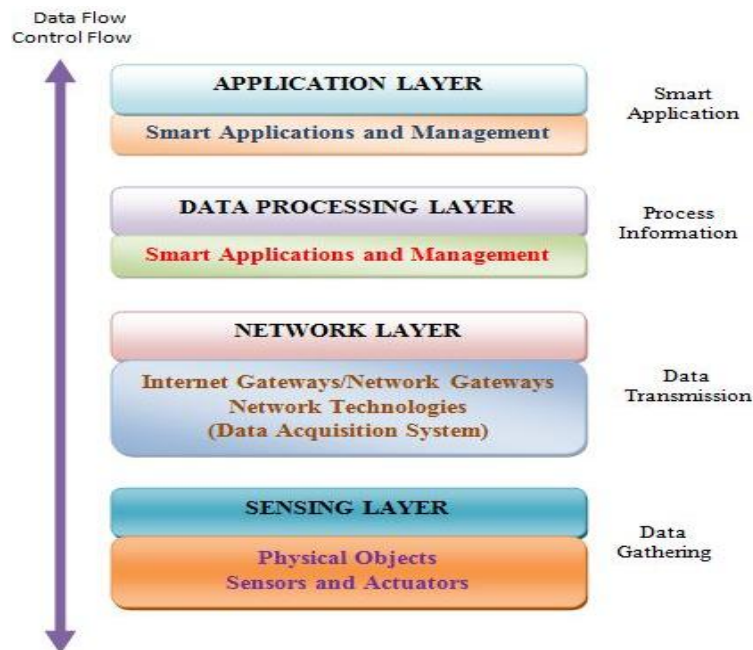 Data Flow
Control Flow
APPLICATION LAYER
Smart Applications and Management
Smart
Application
DATA PROCESSING LAYER
Smart Applications and Management
Process
Information
NETWORK LAYER
Internet Gateways/Network Gateways
Network Technologies
(Data Acquisition System)
Data
Transmission
SENSING LAYER
Physical Objects
Sensors and Actuators
Data
Gathering